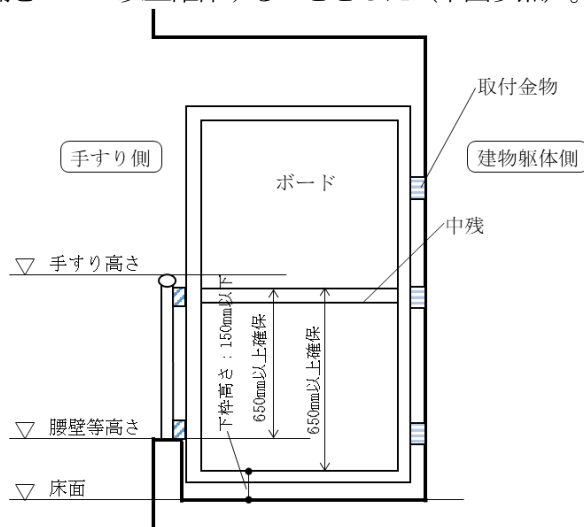 取付金物
手すり側
建物躯体側
ボード
中残
手すり高さ
下枠高さ：150mm以下
650mm以上確保
650mm以上確保
腰壁等高さ
床面